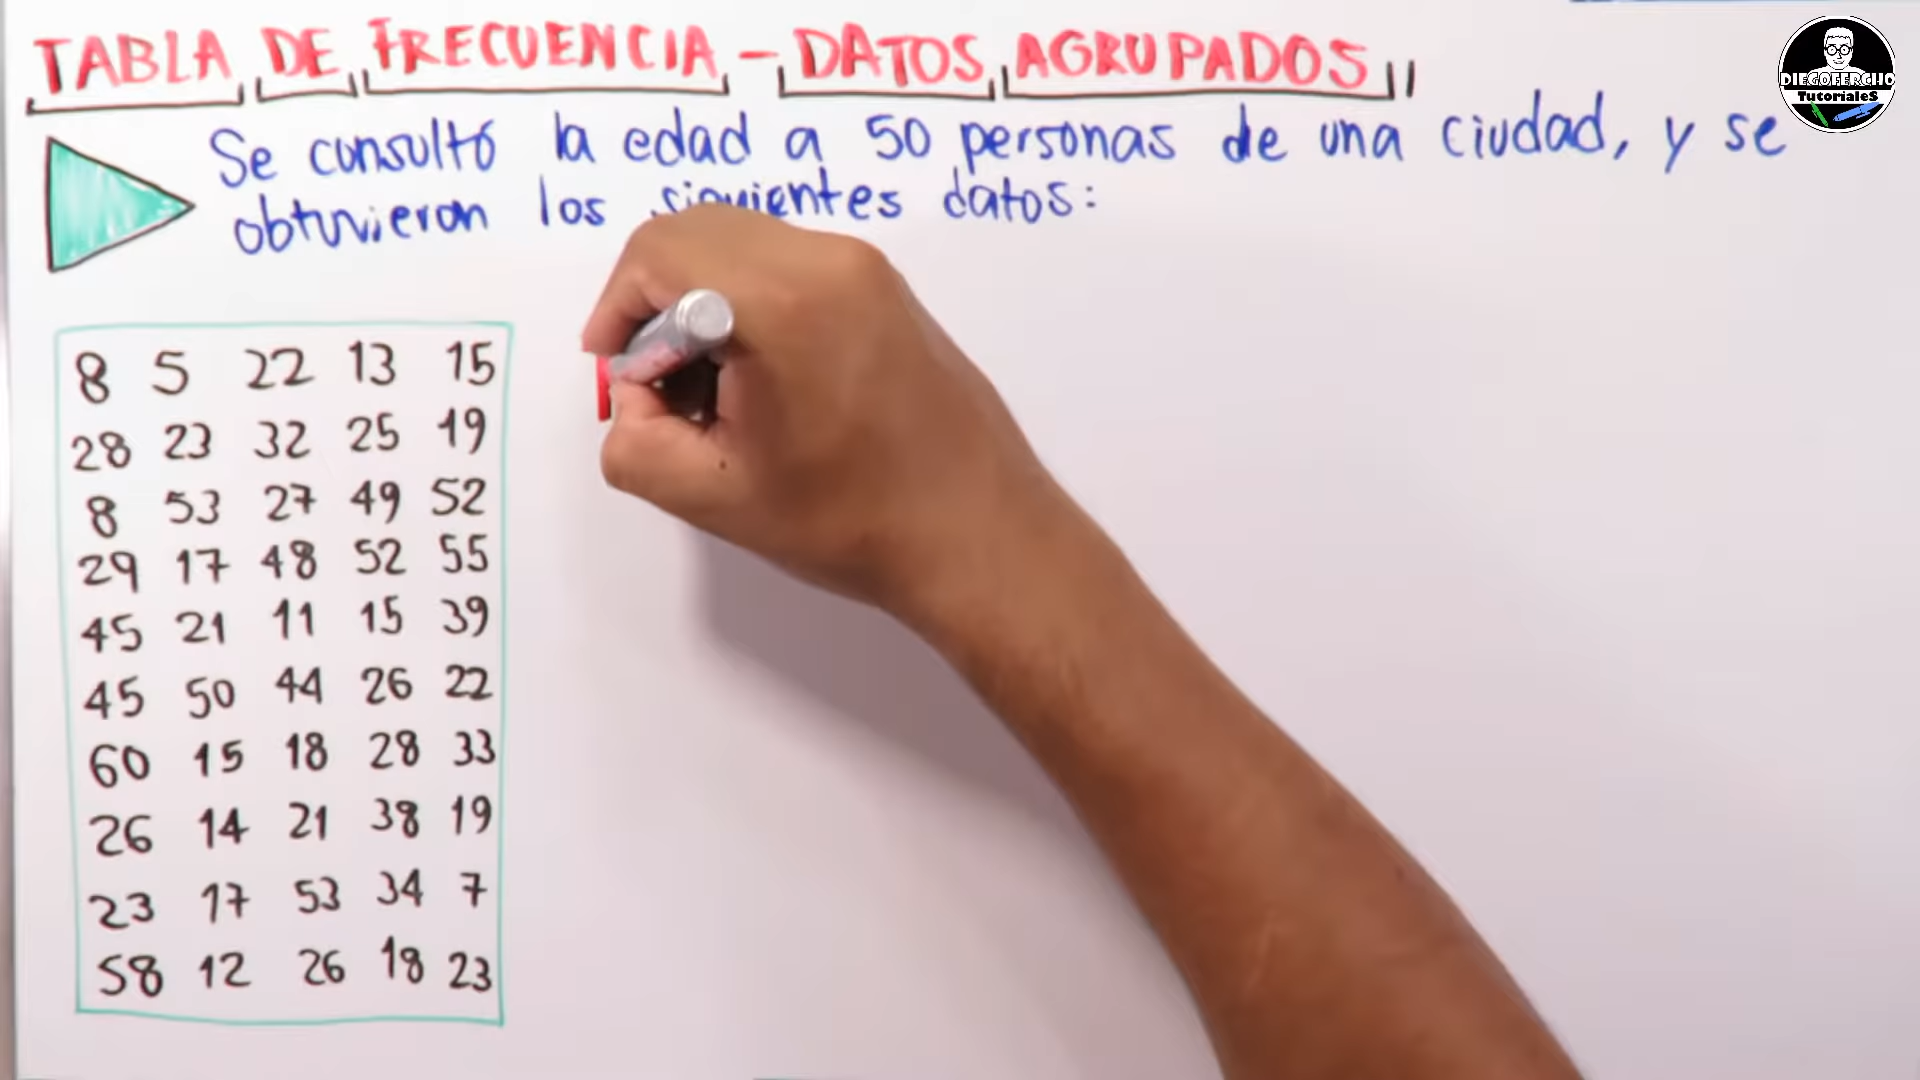 TABLA DE FRECUENCIA - DATOS AGRUPADOS
Se consultó la edad a 50 personas de una ciudad, y se
obtuvieron los siguientes datos:
8 5 22 13 15
28 23 32 25 19
8 53 27 49 52
29 17 48 52 55
45 21 11 15 39
45 50 44 26 22
60 15 18 28 33
26 14 21 38 19
23 17 53 34 7
58 12 26 18 23
DIEGOFERCHO
TutorialeS